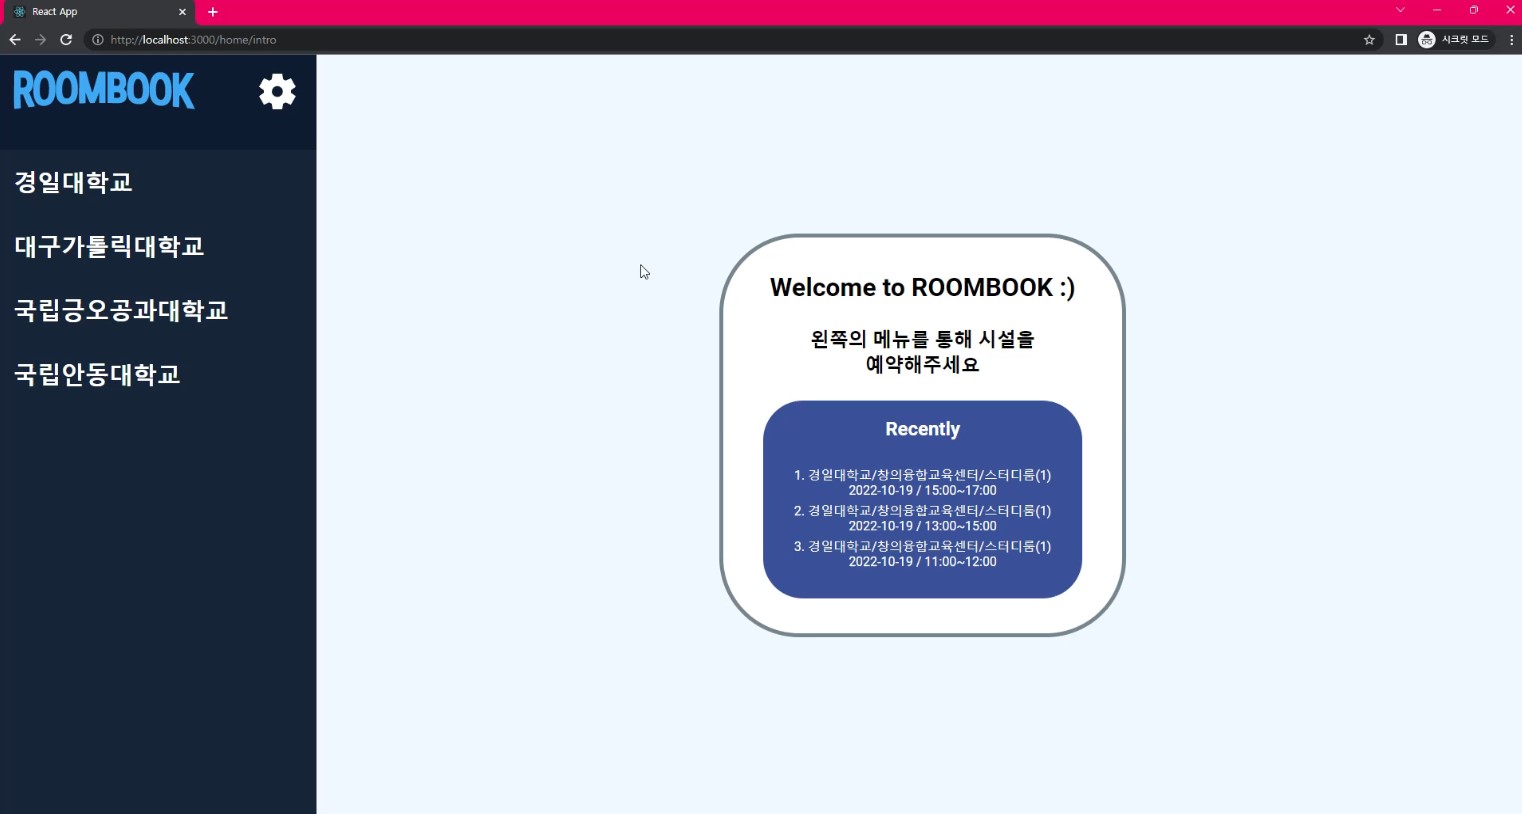 React App
http://localhost:3000/home/intro
시크릿 모드
ROOMBOOK
경일대학교
대구가톨릭대학교
국립금오공과대학교
국립안동대학교
Welcome to ROOMBOOK :)
왼쪽의 메뉴를 통해 시설을
예약해주세요
Recently
1. 경일대학교/창의융합교육센터/스터디룸(1)
2022-10-19 / 15:00~17:00
2. 경일대학교/창의융합교육센터/스터디룸(1)
2022-10-19 / 13:00~15:00
3. 경일대학교/창의융합교육센터/스터디룸(1)
2022-10-19 / 11:00~12:00